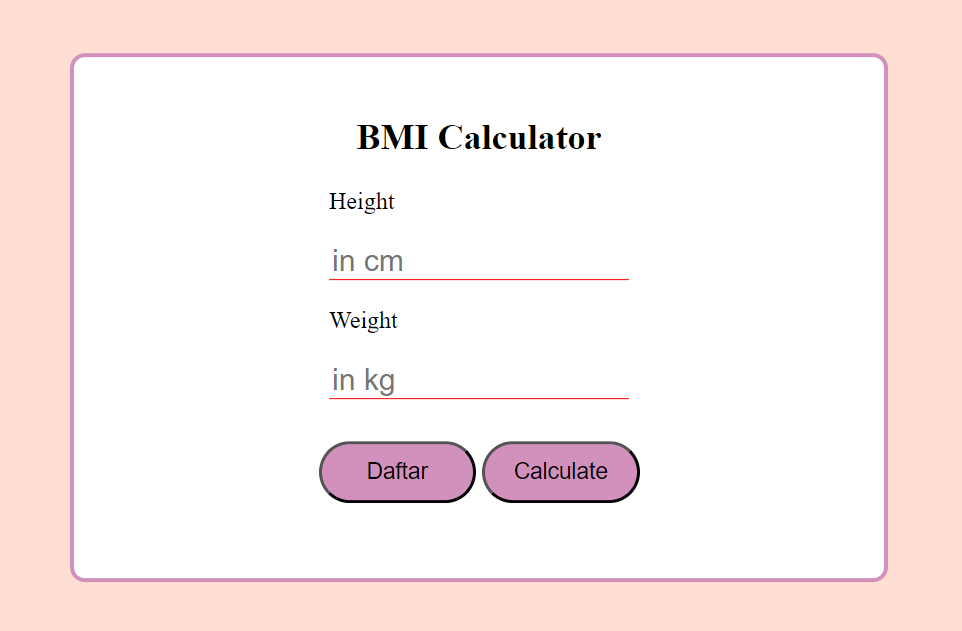 BMI Calculator
Height
in cm
Weight
in kg
Daftar Calculate